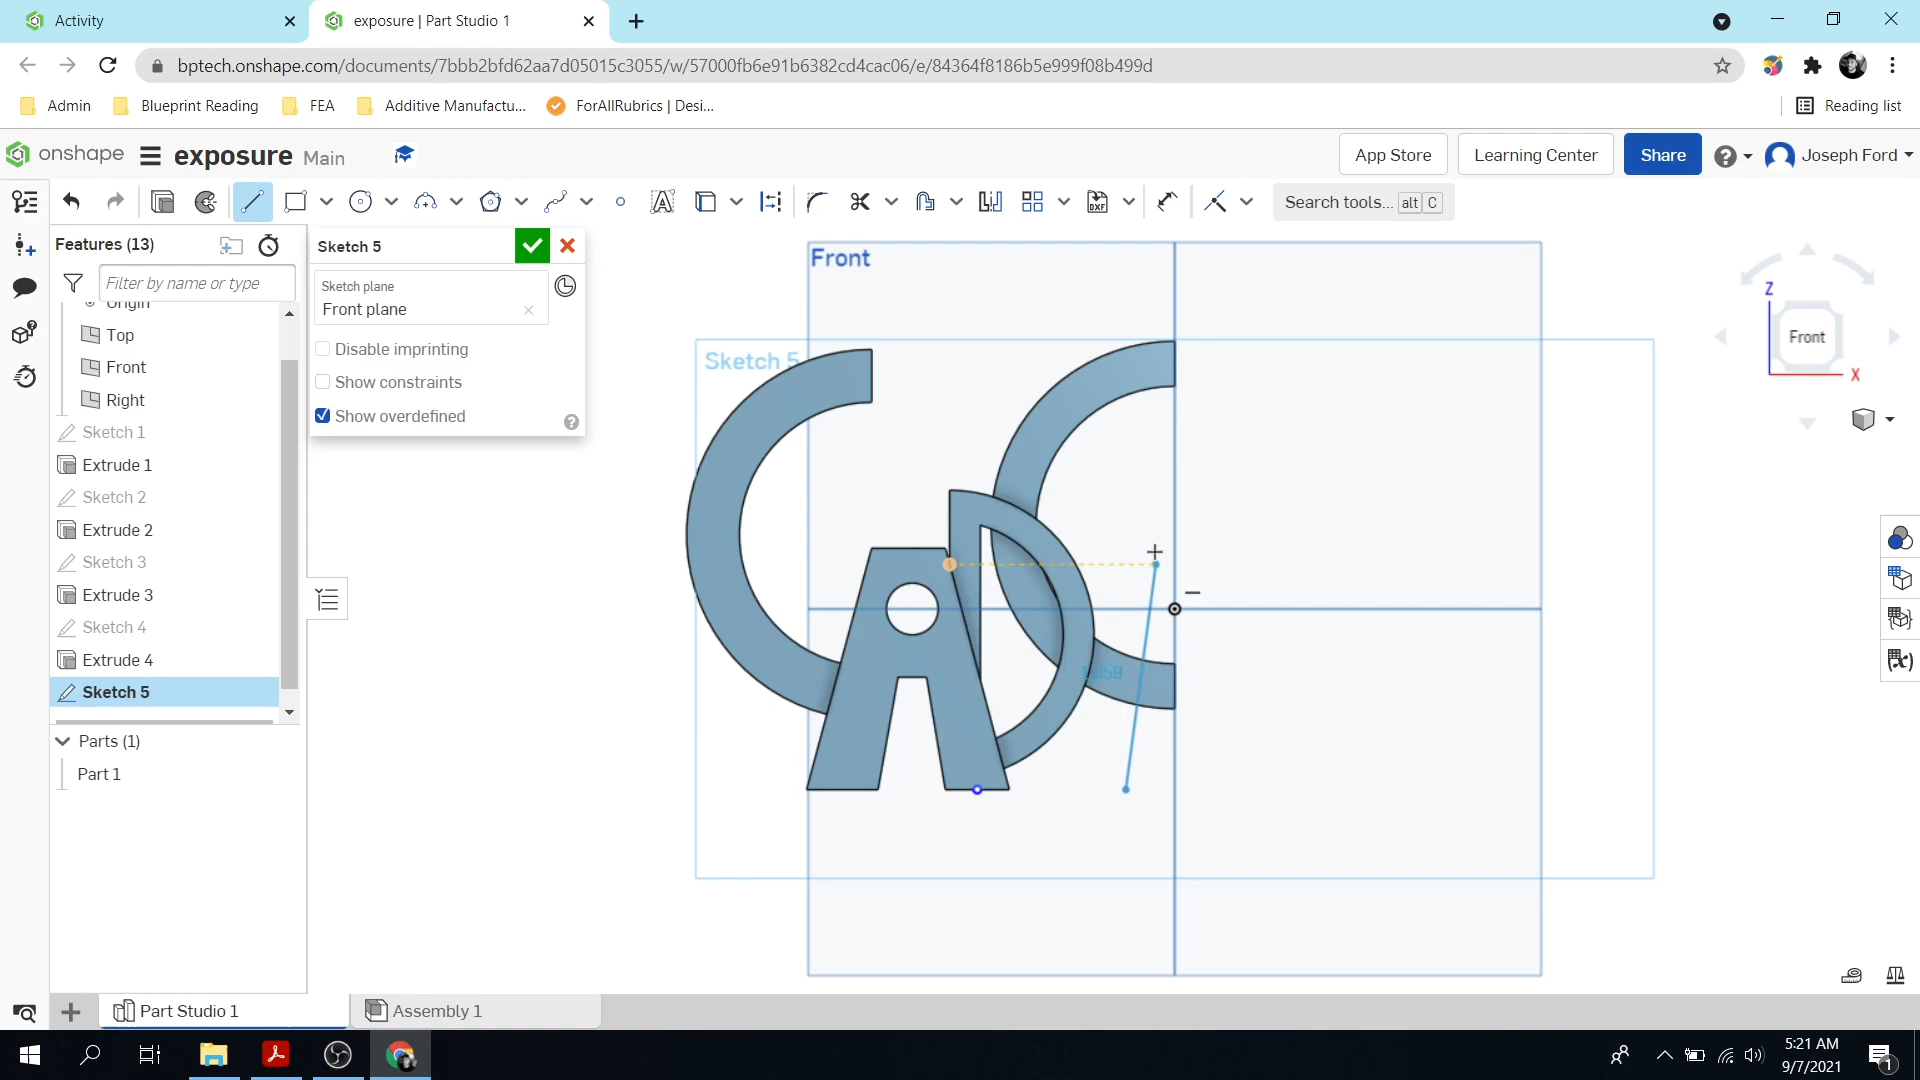 Activity
exposure | Part Studio 1
bptech.onshape.com/documents/7bbb2bfd62aa7d05015c3055/w/57000fb6e91b6382cd4cac06/e/84364f8186b5e999f08b499d
Admin
Blueprint Reading
FEA
Additive Manufactu...
ForAllRubrics | Desi...
Reading list
onshape
exposure Main
App Store
Learning Center
Share
Joseph Ford
Search tools... alt C
Features (13)
Filter by name or type
Origin
Top
Front
Right
Sketch 1
Extrude 1
Sketch 2
Extrude 2
Sketch 3
Extrude 3
Sketch 4
Extrude 4
Sketch 5
Parts (1)
Part 1
Sketch 5
Sketch plane
Front plane
Disable imprinting
Show constraints
Show overdefined
Front
Sketch 5
Z
Front
X
Part Studio 1
Assembly 1
5:21 AM
9/7/2021
1